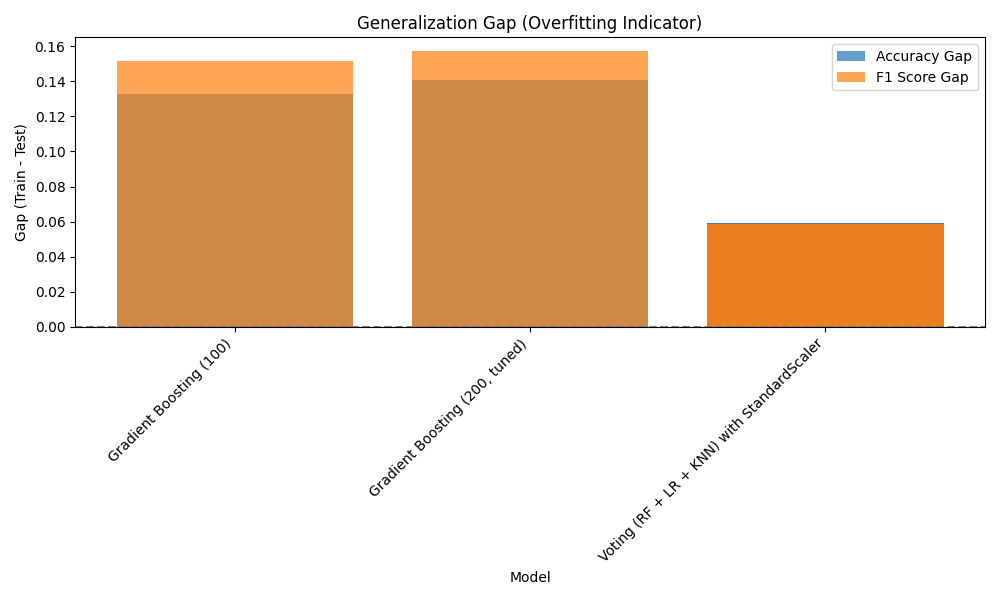 Generalization Gap (Overfitting Indicator)
Accuracy Gap
F1 Score Gap
Gap (Train - Test)
0.16
0.14
0.12
0.10
0.08
0.06
0.04
0.02
0.00
Gradient Boosting (100)
Gradient Boosting (200, tuned)
Voting (RF + LR + KNN) with StandardScaler
Model